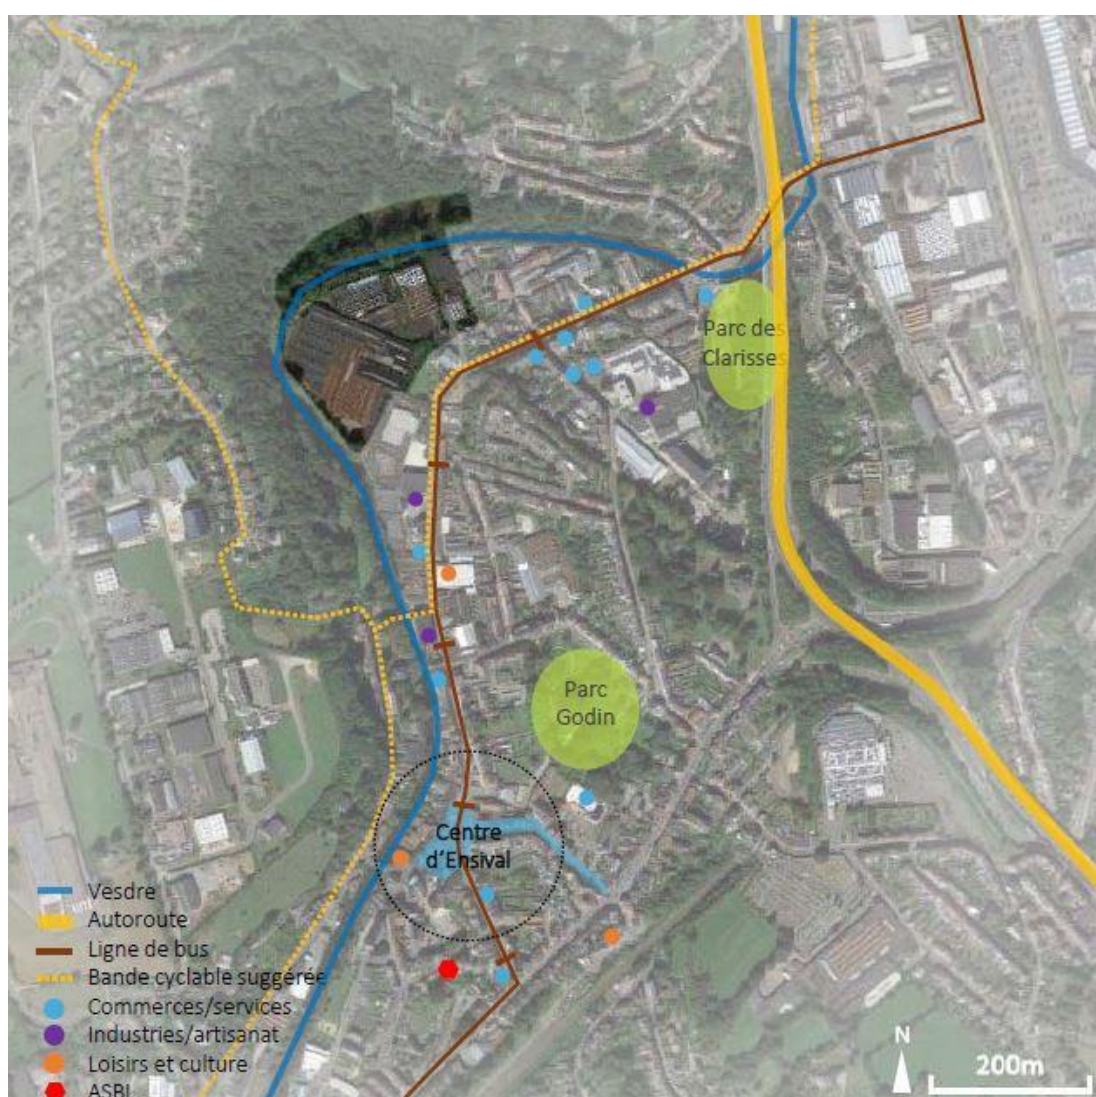 Parc des
Clarisses
Parc
Godin
Centre
d'Ensival
Vesdre
Autoroute
Ligne de bus
Bande cyclable suggérée
Commerces/services
Industries/artisanat
Loisirs et culture
ASBL
N
200m